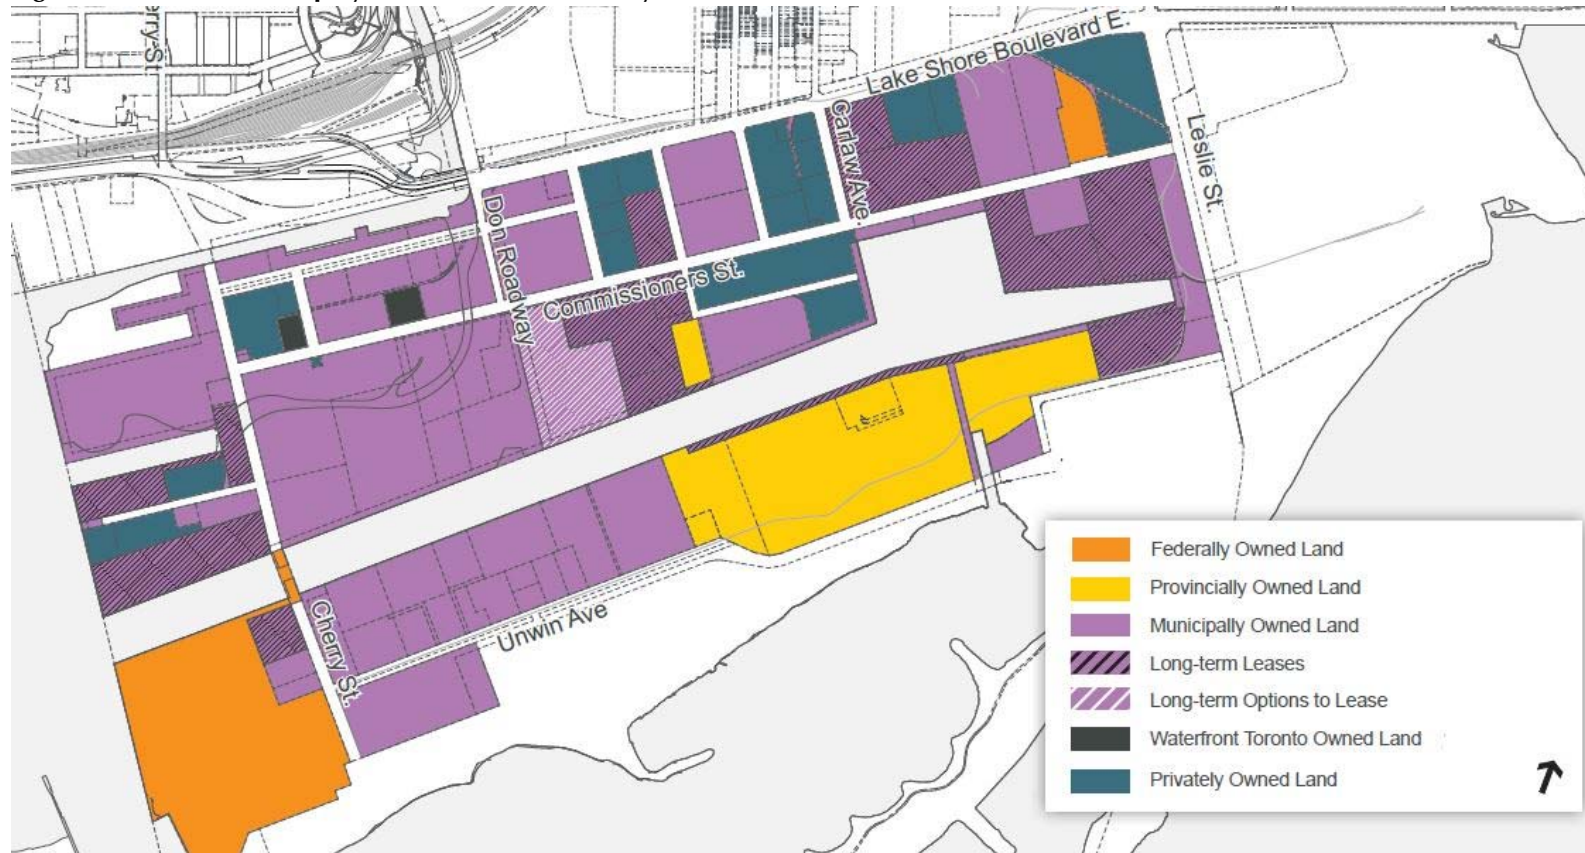 erry St
Lake Shore Boulevard E.
Carlaw Ave.
Leslie St.
Don Roadway
Commissioners St.
Cherry St.
Unwin Ave
Federally Owned Land
Provincially Owned Land
Municipally Owned Land
Long-term Leases
Long-term Options to Lease
Waterfront Toronto Owned Land
Privately Owned Land